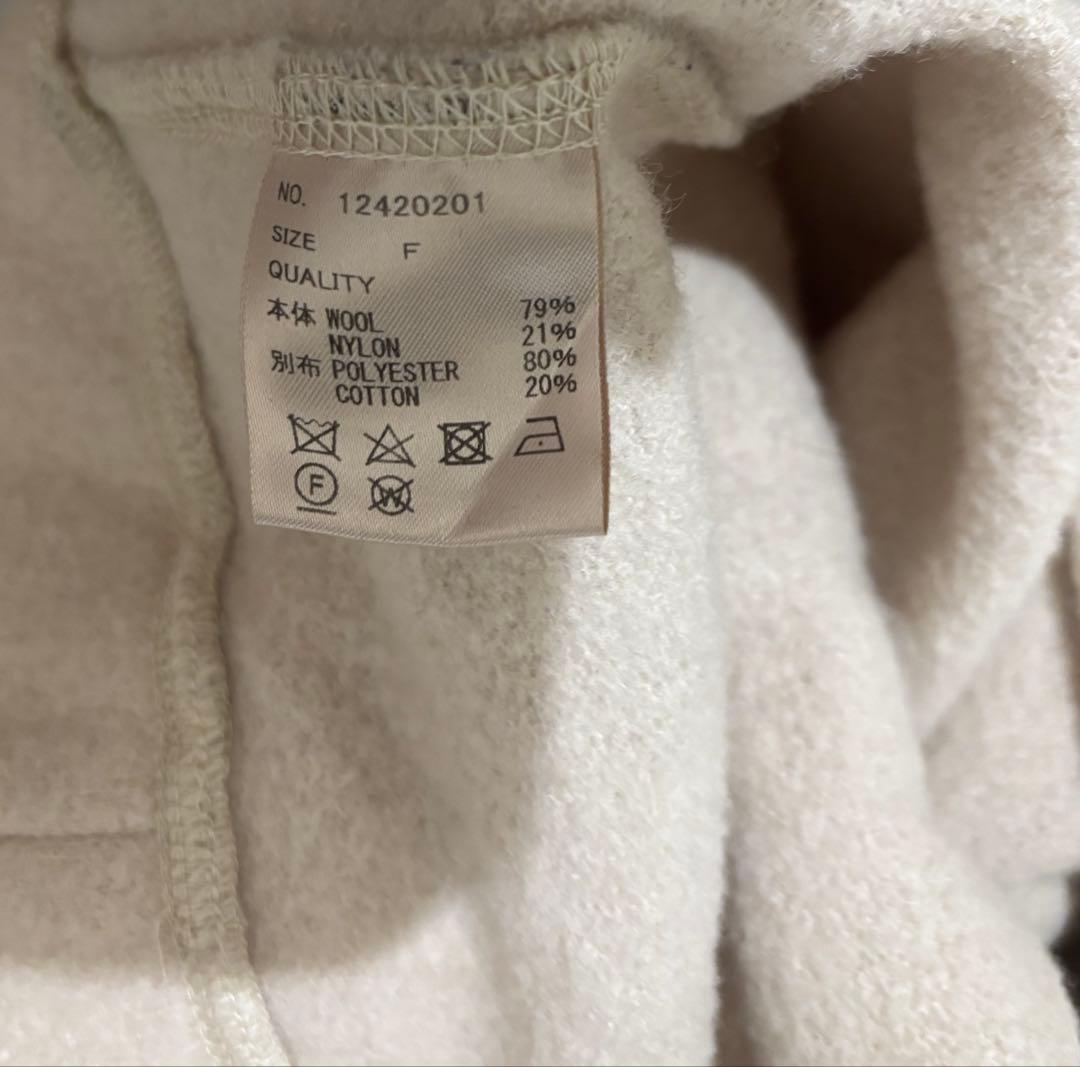 NO. 12420201
SIZE F
QUALITY
本体 WOOL 79%
NYLON 21%
別布 POLYESTER 80%
COTTON 20%
F W